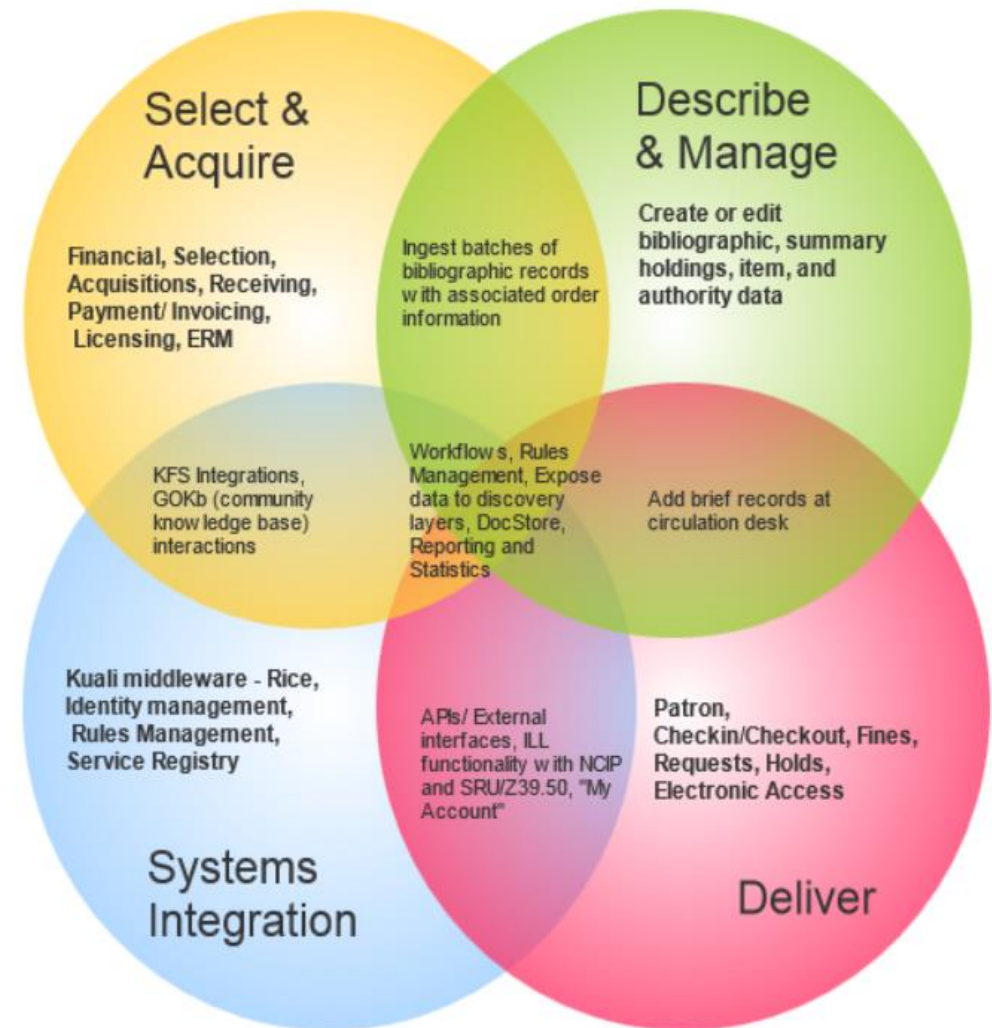 Select &
Acquire
Financial, Selection,
Acquisitions, Receiving,
Payment/ Invoicing,
Licensing, ERM
Ingest batches of
bibliographic records
with associated order
information
Describe
& Manage
Create or edit
bibliographic, summary
holdings, item, and
authority data
KFS Integrations,
GOKb (community
knowledge base)
interactions
Workflows, Rules
Management, Expose
data to discovery
layers, DocStore,
Reporting and
Statistics
Add brief records at
circulation desk
Kuali middleware - Rice,
Identity management,
Rules Management,
Service Registry
Systems
Integration
APIs/ External
interfaces, ILL
functionality with NCIP
and SRU/Z39.50, "My
Account"
Patron,
Checkin/Checkout, Fines,
Requests, Holds,
Electronic Access
Deliver